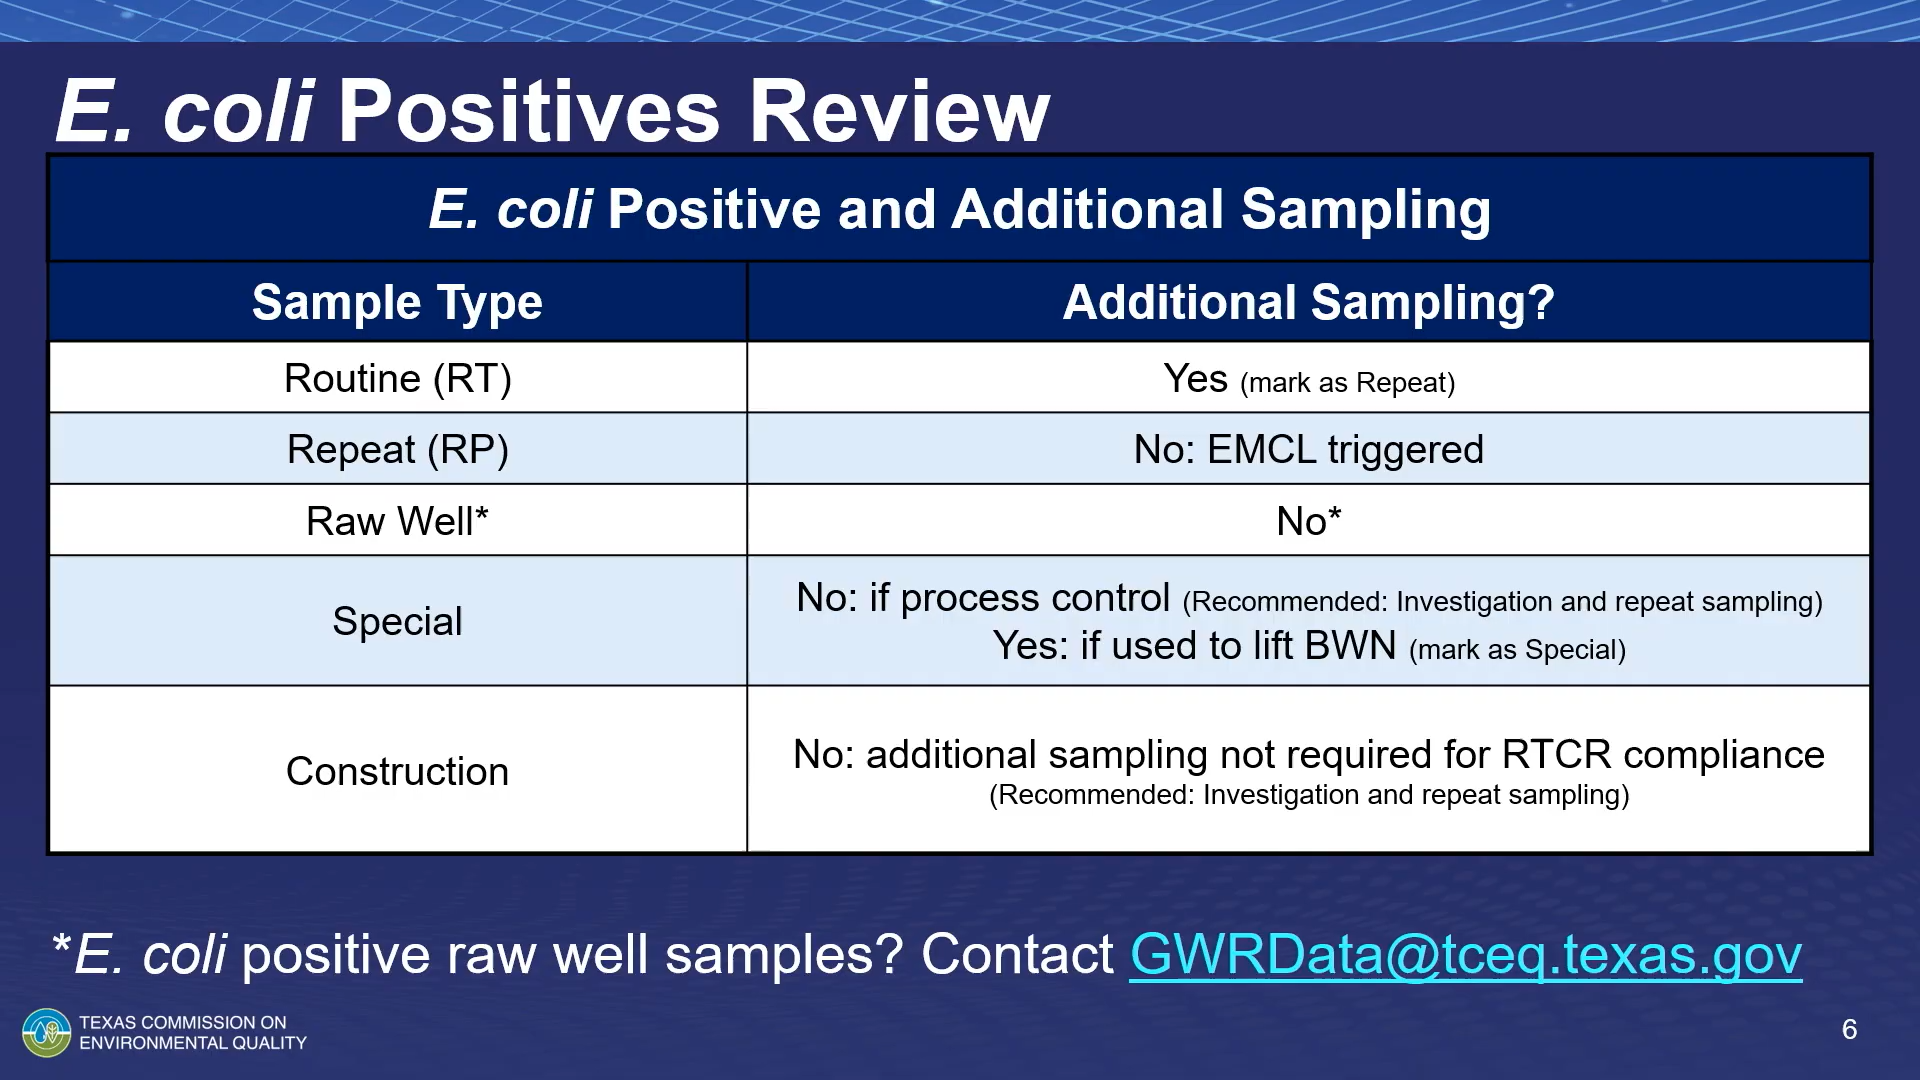 E. coli Positives Review
E. coli Positive and Additional Sampling
Sample Type
Additional Sampling?
Routine (RT)
Yes (mark as Repeat)
Repeat (RP)
No: EMCL triggered
Raw Well*
No*
Special
No: if process control (Recommended: Investigation and repeat sampling)
Yes: if used to lift BWN (mark as Special)
Construction
No: additional sampling not required for RTCR compliance
(Recommended: Investigation and repeat sampling)
*E. coli positive raw well samples? Contact GWRData@tceq.texas.gov
TEXAS COMMISSION ON
ENVIRONMENTAL QUALITY
6